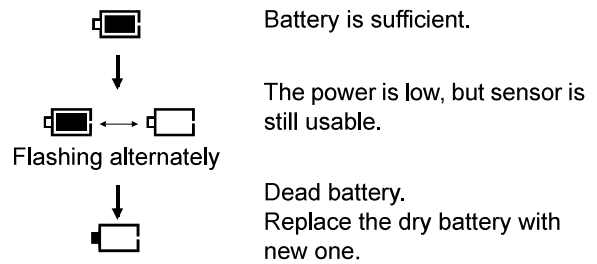 Battery is sufficient.
The power is low, but sensor is
still usable.
Flashing alternately
Dead battery.
Replace the dry battery with
new one.